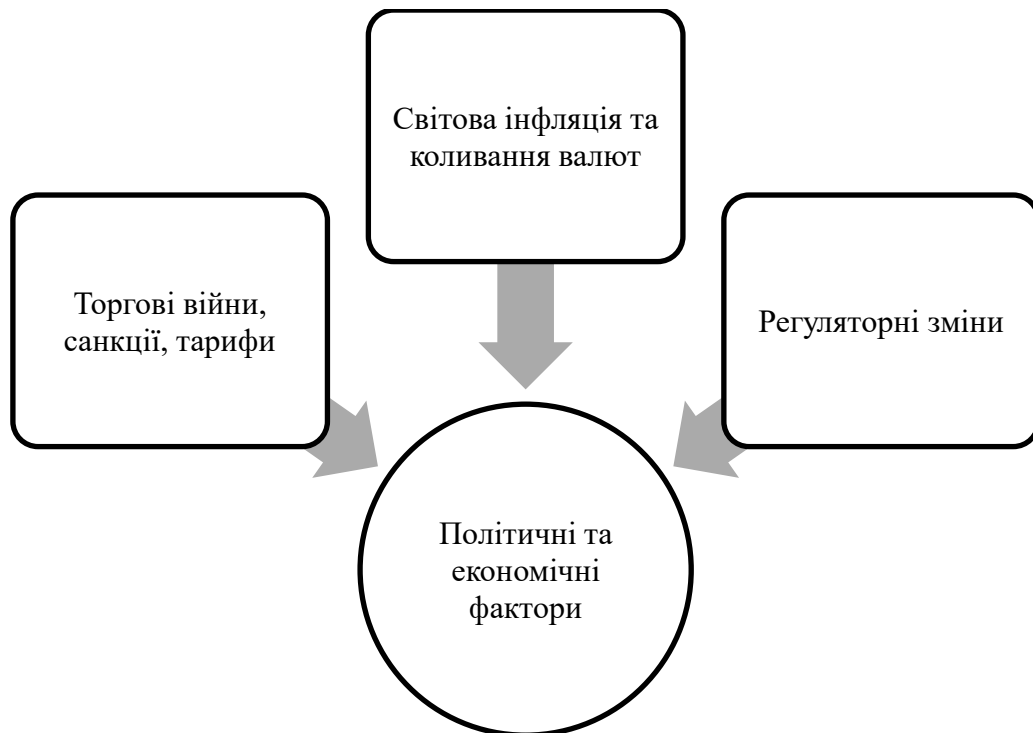 Світова інфляція та
коливання валют
Торгові війни,
санкції, тарифи
Регуляторні зміни
Політичні та
економічні
фактори